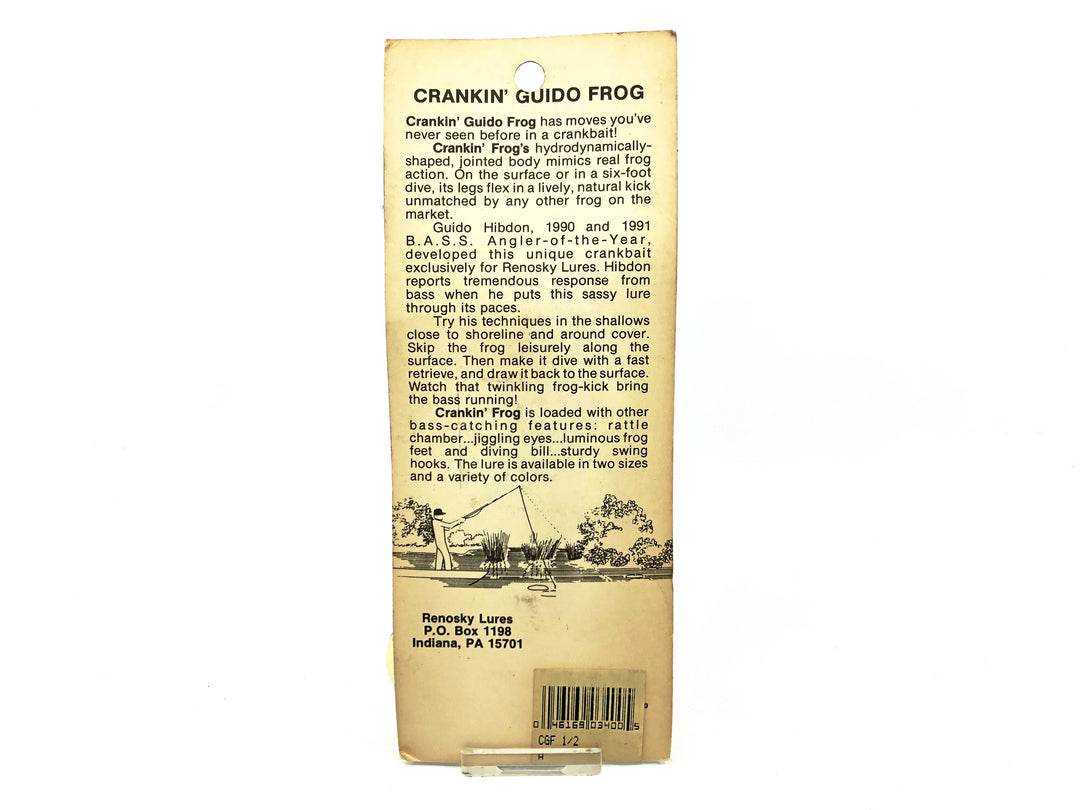 CRANKIN' GUIDO FROG
Crankin' Guido Frog has moves you've
never seen before in a crankbait!
Crankin' Frog's hydrodynamically-
shaped, jointed body mimics real frog
action. On the surface or in a six-foot
dive, its legs flex in a lively, natural kick
unmatched by any other frog on the
market.
Guido Hibdon, 1990 and 1991
B.A.S.S. Angler-of-the-Year,
developed this unique crankbait
exclusively for Renosky Lures. Hibdon
reports tremendous response from
bass when he puts this sassy lure
through its paces.
Try his techniques in the shallows
close to shoreline and around cover.
Skip the frog leisurely along the
surface. Then make it dive with a fast
retrieve, and draw it back to the surface.
Watch that twinkling frog-kick bring
the bass running!
Crankin' Frog is loaded with other
bass-catching features: rattle
chamber...jiggling eyes...luminous frog
feet and diving bill...sturdy swing
hooks. The lure is available in two sizes
and a variety of colors.
Renosky Lures
P.O. Box 1198
Indiana, PA 15701
0 46169 03400 5
CGF 1/2
W